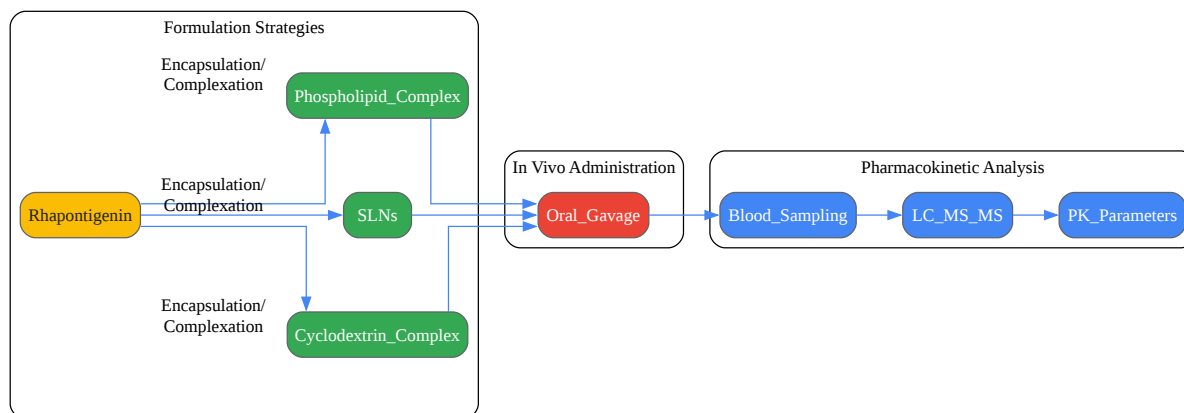 Formulation Strategies
Encapsulation/
Complexation
Phospholipid_Complex
Rhapontigenin
Encapsulation/
Complexation
SLNs
Encapsulation/
Complexation
Cyclodextrin_Complex
In Vivo Administration
Oral_Gavage
Pharmacokinetic Analysis
Blood_Sampling
LC_MS_MS
PK_Parameters